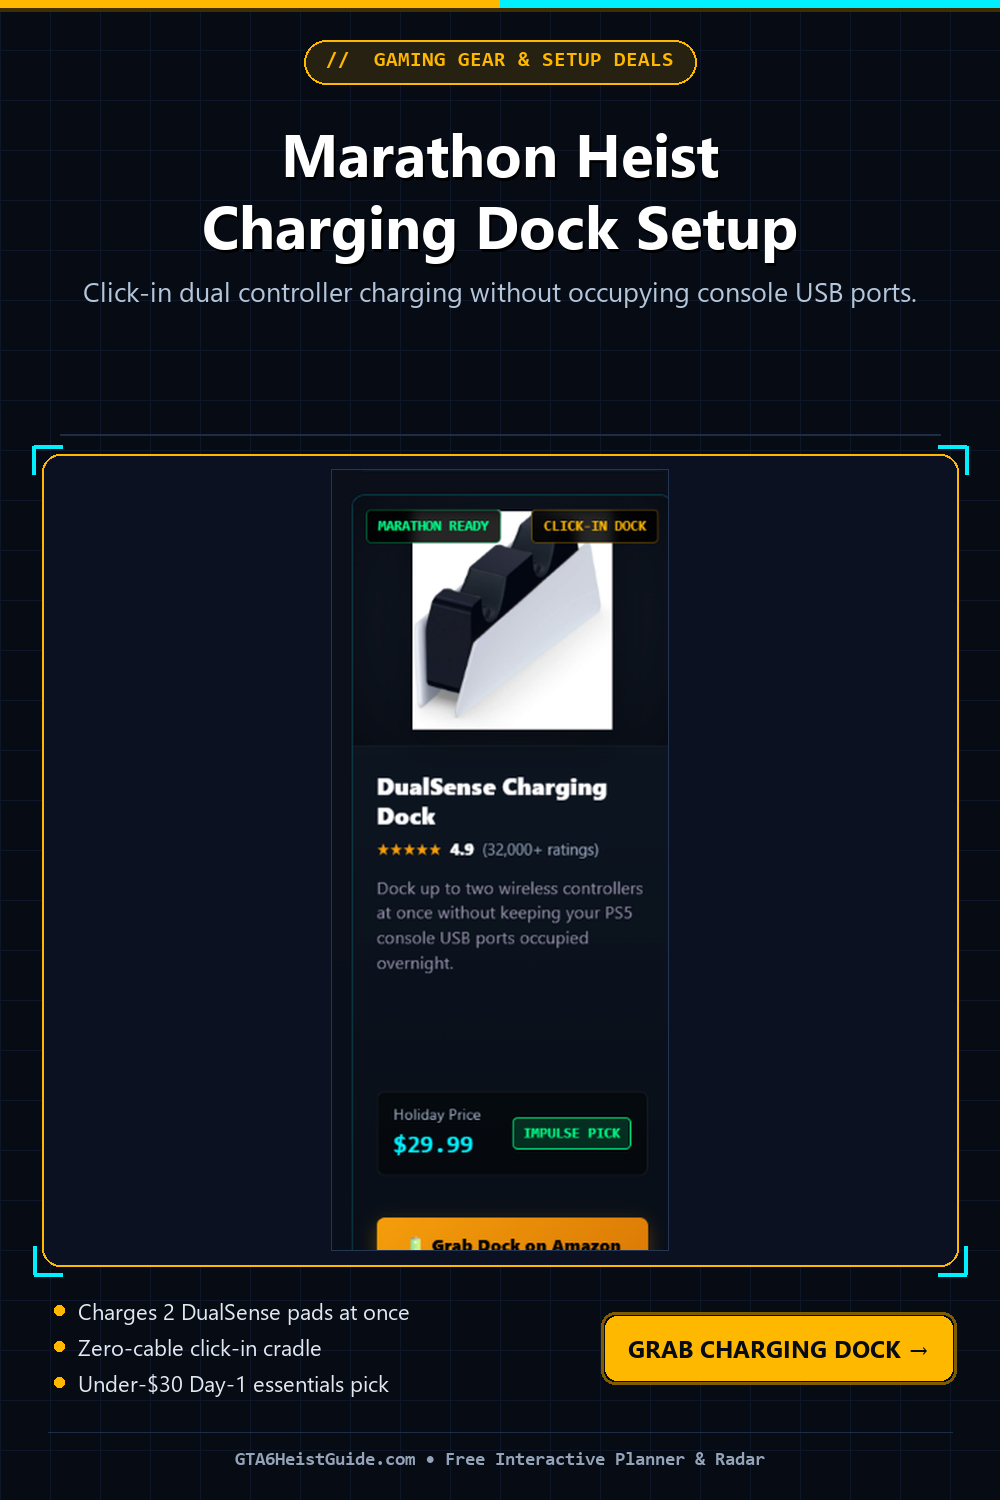 // GAMING GEAR & SETUP DEALS
Marathon Heist
Charging Dock Setup
Click-in dual controller charging without occupying console USB ports.
MARATHON READY
CLICK-IN DOCK
DualSense Charging
Dock
★★★★★ 4.9 (32,000+ ratings)
Dock up to two wireless controllers
at once without keeping your PS5
console USB ports occupied
overnight.
Holiday Price
$29.99
IMPULSE PICK
Grab Dock on Amazon
Charges 2 DualSense pads at once
Zero-cable click-in cradle
Under-$30 Day-1 essentials pick
GRAB CHARGING DOCK →
GTA6HeistGuide.com • Free Interactive Planner & Radar